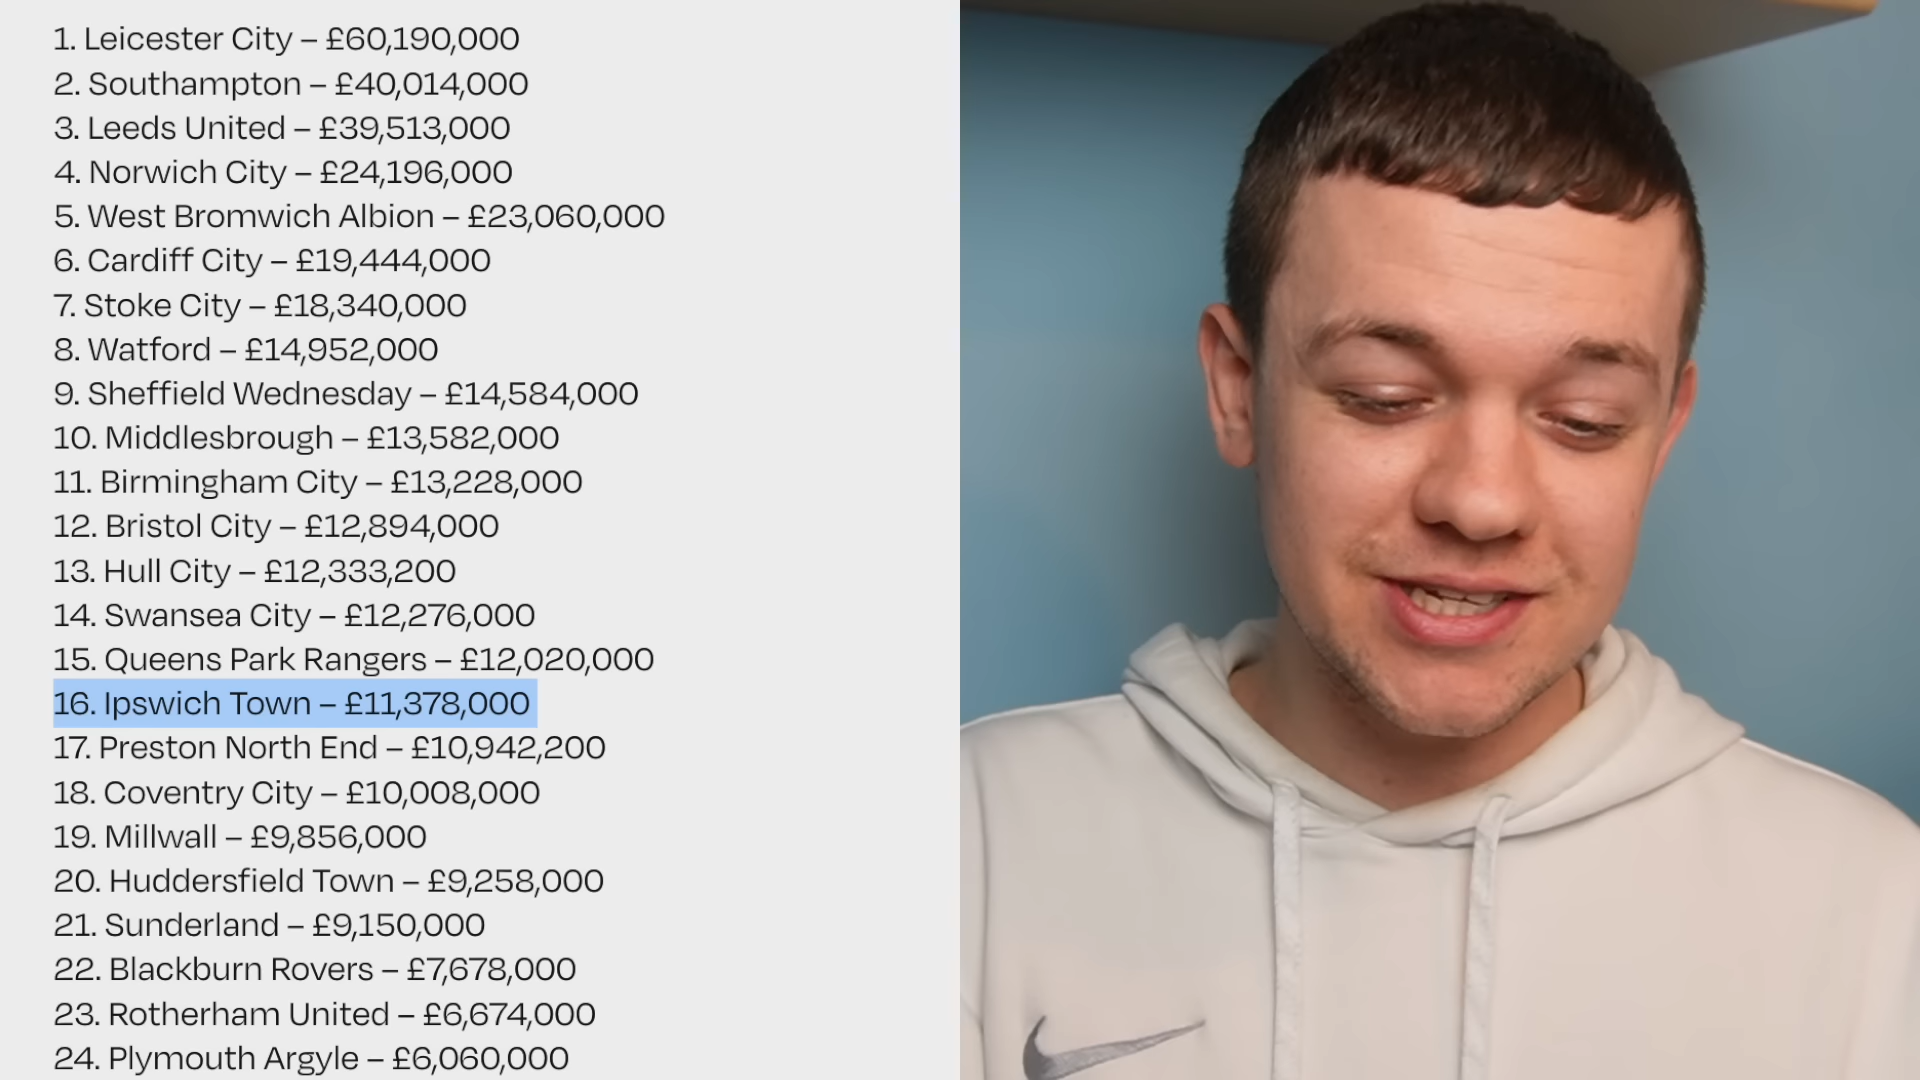 1. Leicester City – £60,190,000
2. Southampton – £40,014,000
3. Leeds United – £39,513,000
4. Norwich City – £24,196,000
5. West Bromwich Albion – £23,060,000
6. Cardiff City – £19,444,000
7. Stoke City – £18,340,000
8. Watford – £14,952,000
9. Sheffield Wednesday – £14,584,000
10. Middlesbrough – £13,582,000
11. Birmingham City – £13,228,000
12. Bristol City – £12,894,000
13. Hull City – £12,333,200
14. Swansea City – £12,276,000
15. Queens Park Rangers – £12,020,000
16. Ipswich Town – £11,378,000
17. Preston North End – £10,942,200
18. Coventry City – £10,008,000
19. Millwall – £9,856,000
20. Huddersfield Town – £9,258,000
21. Sunderland – £9,150,000
22. Blackburn Rovers – £7,678,000
23. Rotherham United – £6,674,000
24. Plymouth Argyle – £6,060,000